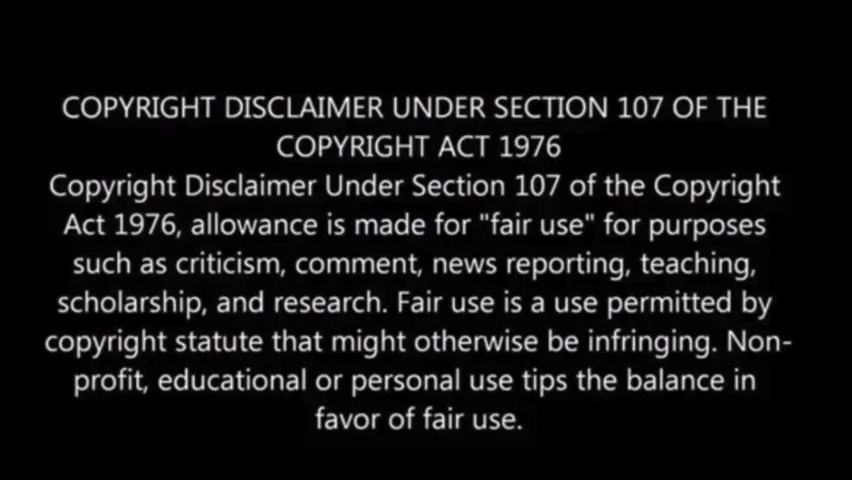 COPYRIGHT DISCLAIMER UNDER SECTION 107 OF THE
COPYRIGHT ACT 1976
Copyright Disclaimer Under Section 107 of the Copyright
Act 1976, allowance is made for "fair use" for purposes
such as criticism, comment, news reporting, teaching,
scholarship, and research. Fair use is a use permitted by
copyright statute that might otherwise be infringing. Non-
profit, educational or personal use tips the balance in
favor of fair use.